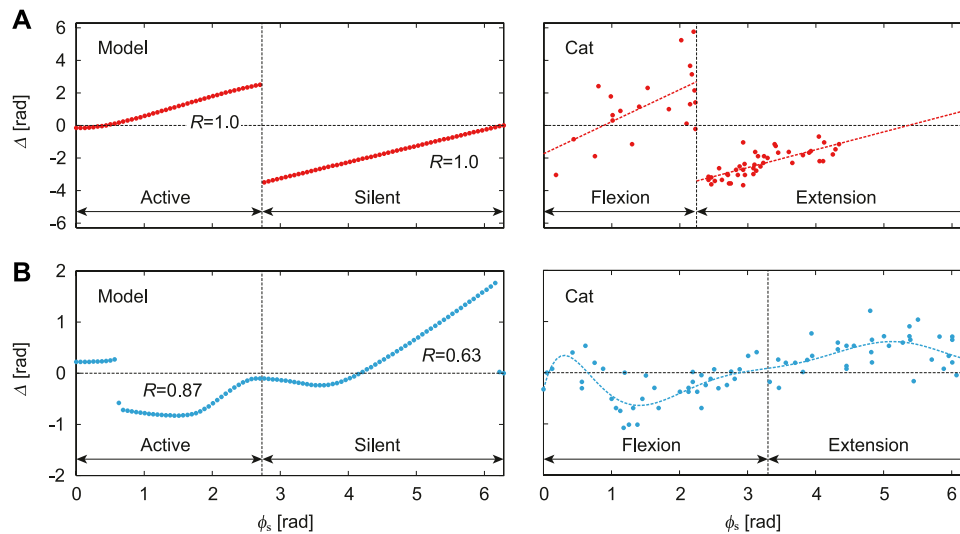 A
Model
Cat
6
4
2
0
-2
-4
-6
Δ [rad]
R=1.0
R=1.0
Active
Silent
Flexion
Extension
B
Model
Cat
2
1
0
-1
-2
Δ [rad]
R=0.87
R=0.63
Active
Silent
Flexion
Extension
0 1 2 3 4 5 6
0 1 2 3 4 5 6
ϕs [rad]
ϕs [rad]